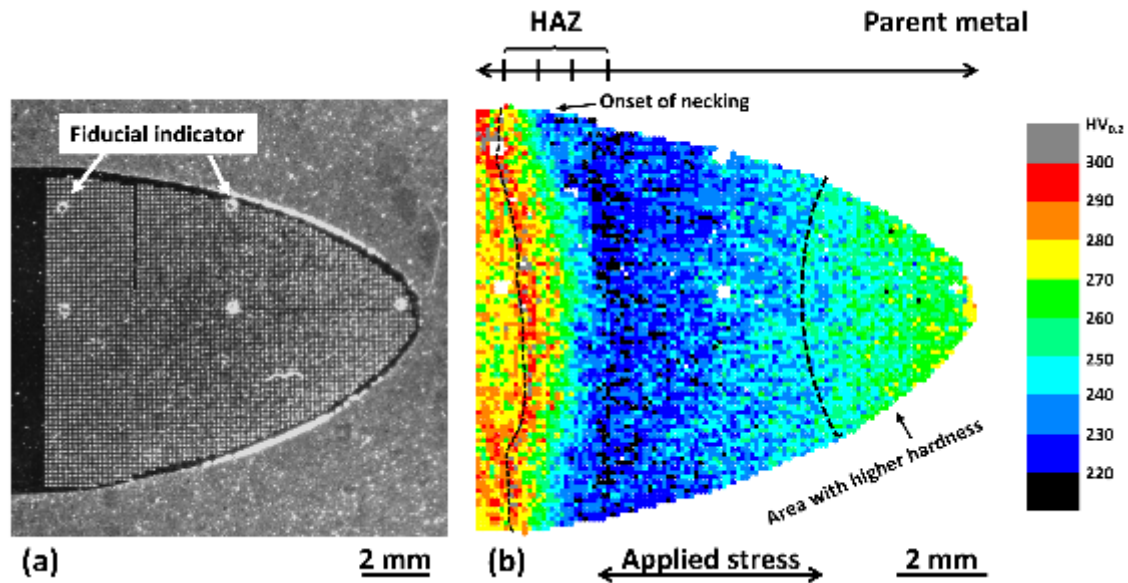 HAZ
Parent metal
Onset of necking
Fiducial indicator
HV0.2
300
290
280
270
260
250
240
230
220
Area with higher hardness
(a)
2 mm
(b)
Applied stress
2 mm